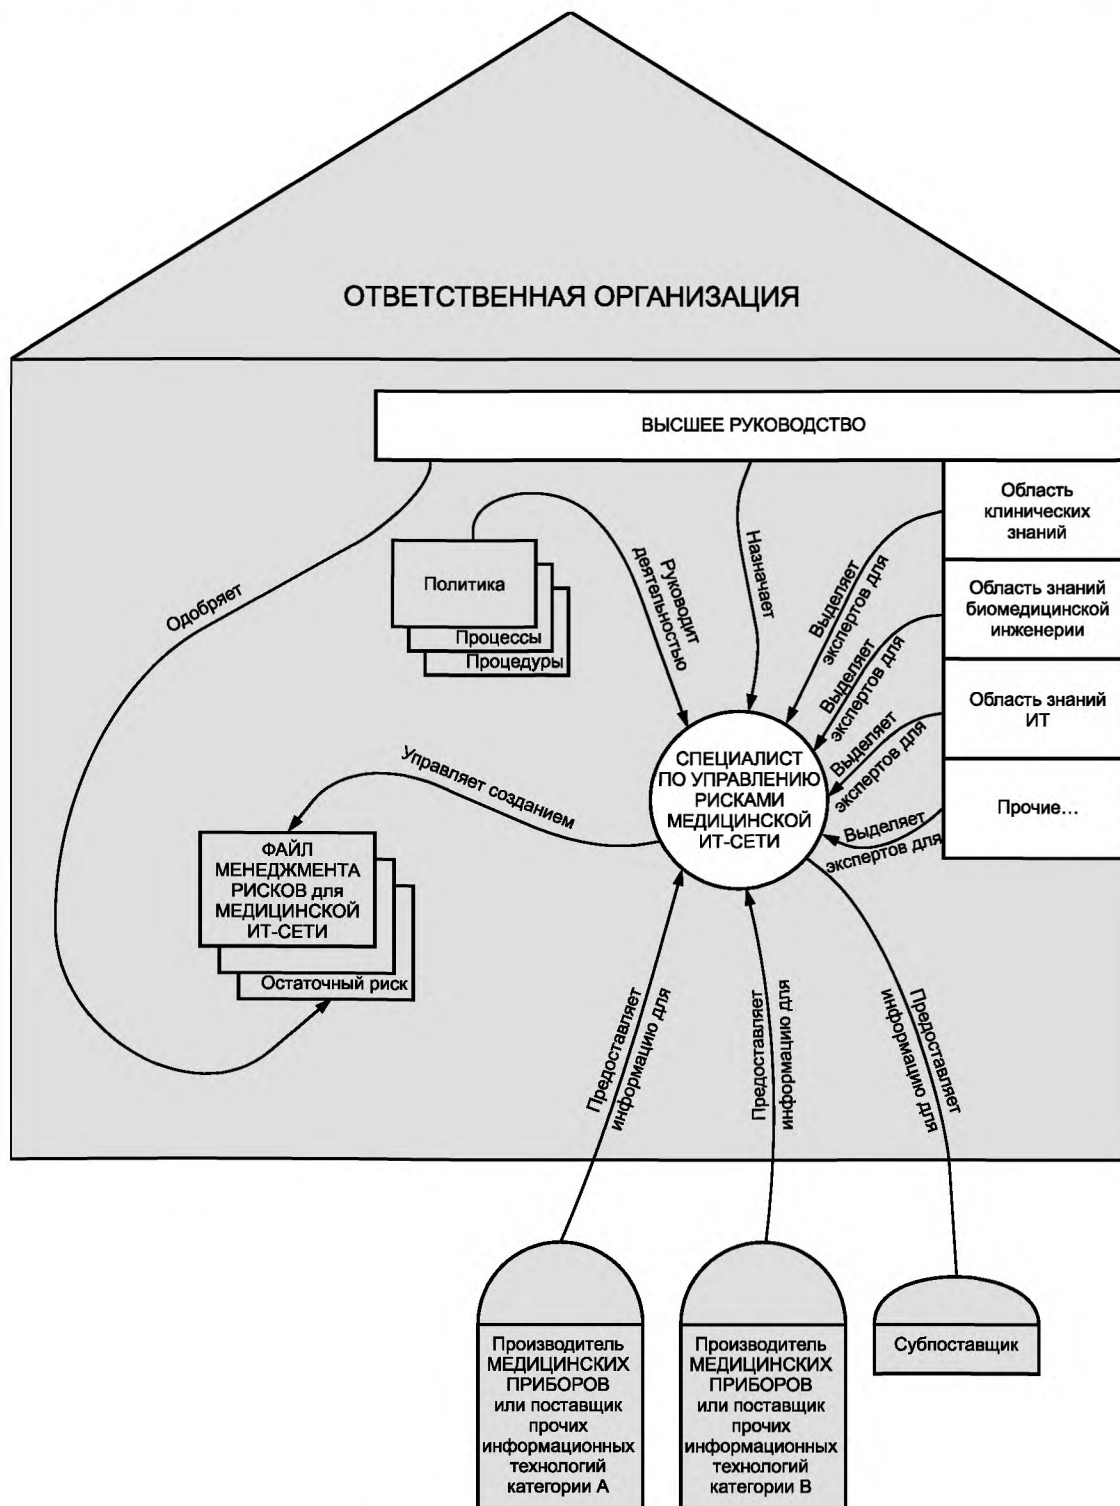 ОТВЕТСТВЕННАЯ ОРГАНИЗАЦИЯ
ВЫСШЕЕ РУКОВОДСТВО
Область
клинических
знаний
Область знаний
биомедицинской
инженерии
Область знаний
ИТ
Прочие...
Политика
Процессы
Процедуры
Руководит
деятельностью
Назначает
Выделяет
экспертов для
Выделяет
экспертов для
Выделяет
экспертов для
Выделяет
экспертов для
Одобряет
Управляет созданием
СПЕЦИАЛИСТ
ПО УПРАВЛЕНИЮ
РИСКАМИ
МЕДИЦИНСКОЙ
ИТ-СЕТИ
ФАЙЛ
МЕНЕДЖМЕНТА
РИСКОВ для
МЕДИЦИНСКОЙ
ИТ-СЕТИ
Остаточный риск
Предоставляет
информацию для
Предоставляет
информацию для
Предоставляет
информацию для
Производитель
МЕДИЦИНСКИХ
ПРИБОРОВ
или поставщик
прочих
информационных
технологий
категории А
Производитель
МЕДИЦИНСКИХ
ПРИБОРОВ
или поставщик
прочих
информационных
технологий
категории В
Субпоставщик